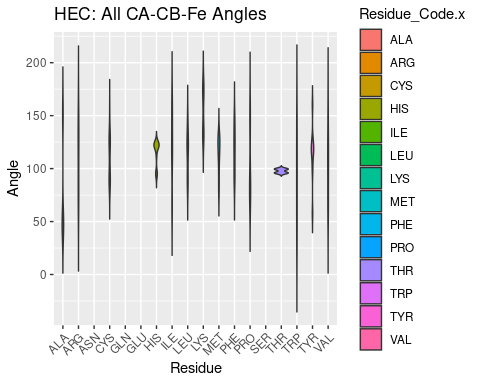 HEC: All CA-CB-Fe Angles
Angle
200
150
100
50
0
ALA
ARG
ASN
CYS
GLN
GLU
HIS
ILE
LEU
LYS
MET
PHE
PRO
SER
THR
TRP
TYR
VAL
Residue
Residue_Code.x
ALA
ARG
CYS
HIS
ILE
LEU
LYS
MET
PHE
PRO
THR
TRP
TYR
VAL